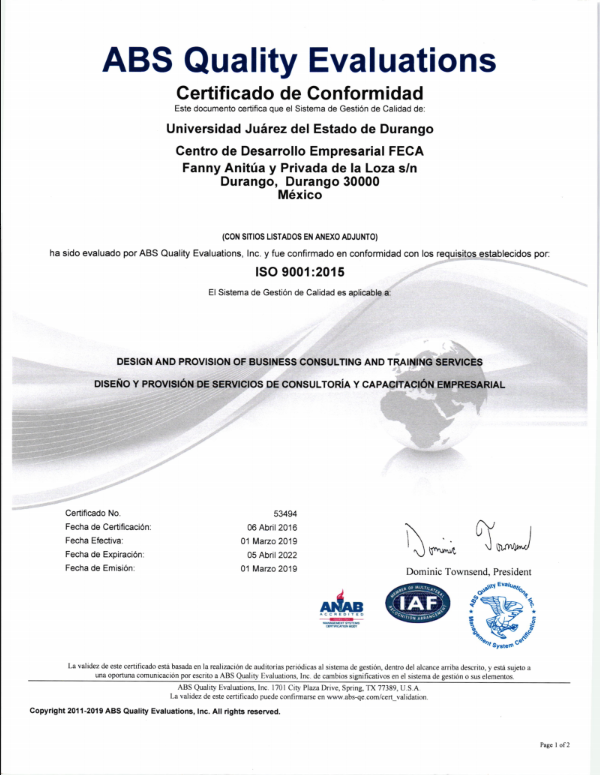 ABS Quality Evaluations
Certificado de Conformidad
Este documento certifica que el Sistema de Gestión de Calidad de:
Universidad Juárez del Estado de Durango
Centro de Desarrollo Empresarial FECA
Fanny Anitúa y Privada de la Loza s/n
Durango, Durango 30000
México
(CON SITIOS LISTADOS EN ANEXO ADJUNTO)
ha sido evaluado por ABS Quality Evaluations, Inc. y fue confirmado en conformidad con los requisitos establecidos por:
ISO 9001:2015
El Sistema de Gestión de Calidad es aplicable a:
DESIGN AND PROVISION OF BUSINESS CONSULTING AND TRAINING SERVICES
DISEÑO Y PROVISIÓN DE SERVICIOS DE CONSULTORÍA Y CAPACITACIÓN EMPRESARIAL
Certificado No. 53494
Fecha de Certificación: 06 Abril 2016
Fecha Efectiva: 01 Marzo 2019
Fecha de Expiración: 05 Abril 2022
Fecha de Emisión: 01 Marzo 2019
Dominic Townsend
Dominic Townsend, President
ANAB
ACCREDITED
MANAGEMENT SYSTEMS
CERTIFICATION BODY
MEMBER OF MULTILATERAL
IAF
RECOGNITION ARRANGEMENT
ABS Quality Evaluations, Inc.
Management System Certification
La validez de este certificado está basada en la realización de auditorías periódicas al sistema de gestión, dentro del alcance arriba descrito, y está sujeto a
una oportuna comunicación por escrito a ABS Quality Evaluations, Inc. de cambios significativos en el sistema de gestión o sus elementos.
ABS Quality Evaluations, Inc. 1701 City Plaza Drive, Spring, TX 77389, U.S.A.
La validez de este certificado puede confirmarse en www.abs-qe.com/cert_validation.
Copyright 2011-2019 ABS Quality Evaluations, Inc. All rights reserved.
Page 1 of 2